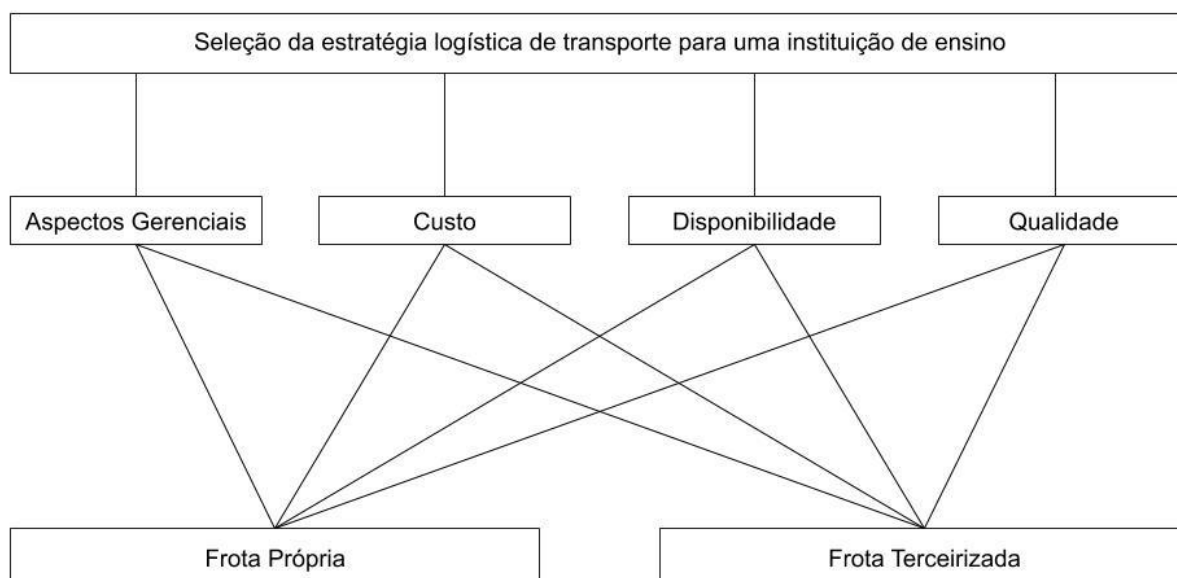 Seleção da estratégia logística de transporte para uma instituição de ensino
Aspectos Gerenciais
Custo
Disponibilidade
Qualidade
Frota Própria
Frota Terceirizada